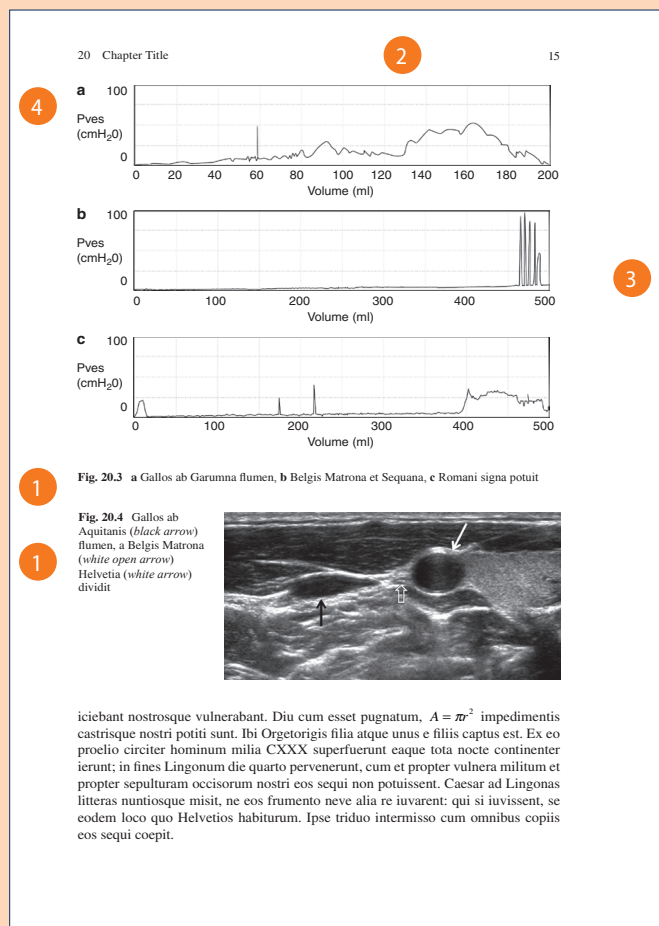 20 Chapter Title 2 15
4
a 100
Pves
(cmH20)
0
0 20 40 60 80 100 120 140 160 180 200
Volume (ml)
b 100
Pves
(cmH20)
0
0 100 200 300 400 500
Volume (ml)
3
c 100
Pves
(cmH20)
0
0 100 200 300 400 500
Volume (ml)
1
Fig. 20.3 a Gallos ab Garumna flumen, b Belgis Matrona et Sequana, c Romani signa potuit
1
Fig. 20.4 Gallos ab
Aquitanis (black arrow)
flumen, a Belgis Matrona
(white open arrow)
Helvetia (white arrow)
dividit
iciebant nostrosque vulnerabant. Diu cum esset pugnatum, A = πr² impedimentis
castrisque nostri potiti sunt. Ibi Orgetorigis filia atque unus e filiis captus est. Ex eo
proelio circiter hominum milia CXXX superfuerunt eaque tota nocte continenter
ierunt; in fines Lingonum die quarto pervenerunt, cum et propter vulnera militum et
propter sepulturam occisorum nostri eos sequi non potuissent. Caesar ad Lingonas
litteras nuntiosque misit, ne eos frumento neve alia re iuvarent: qui si iuvissent, se
eodem loco quo Helvetios habiturum. Ipse triduo intermisso cum omnibus copiis
eos sequi coepit.